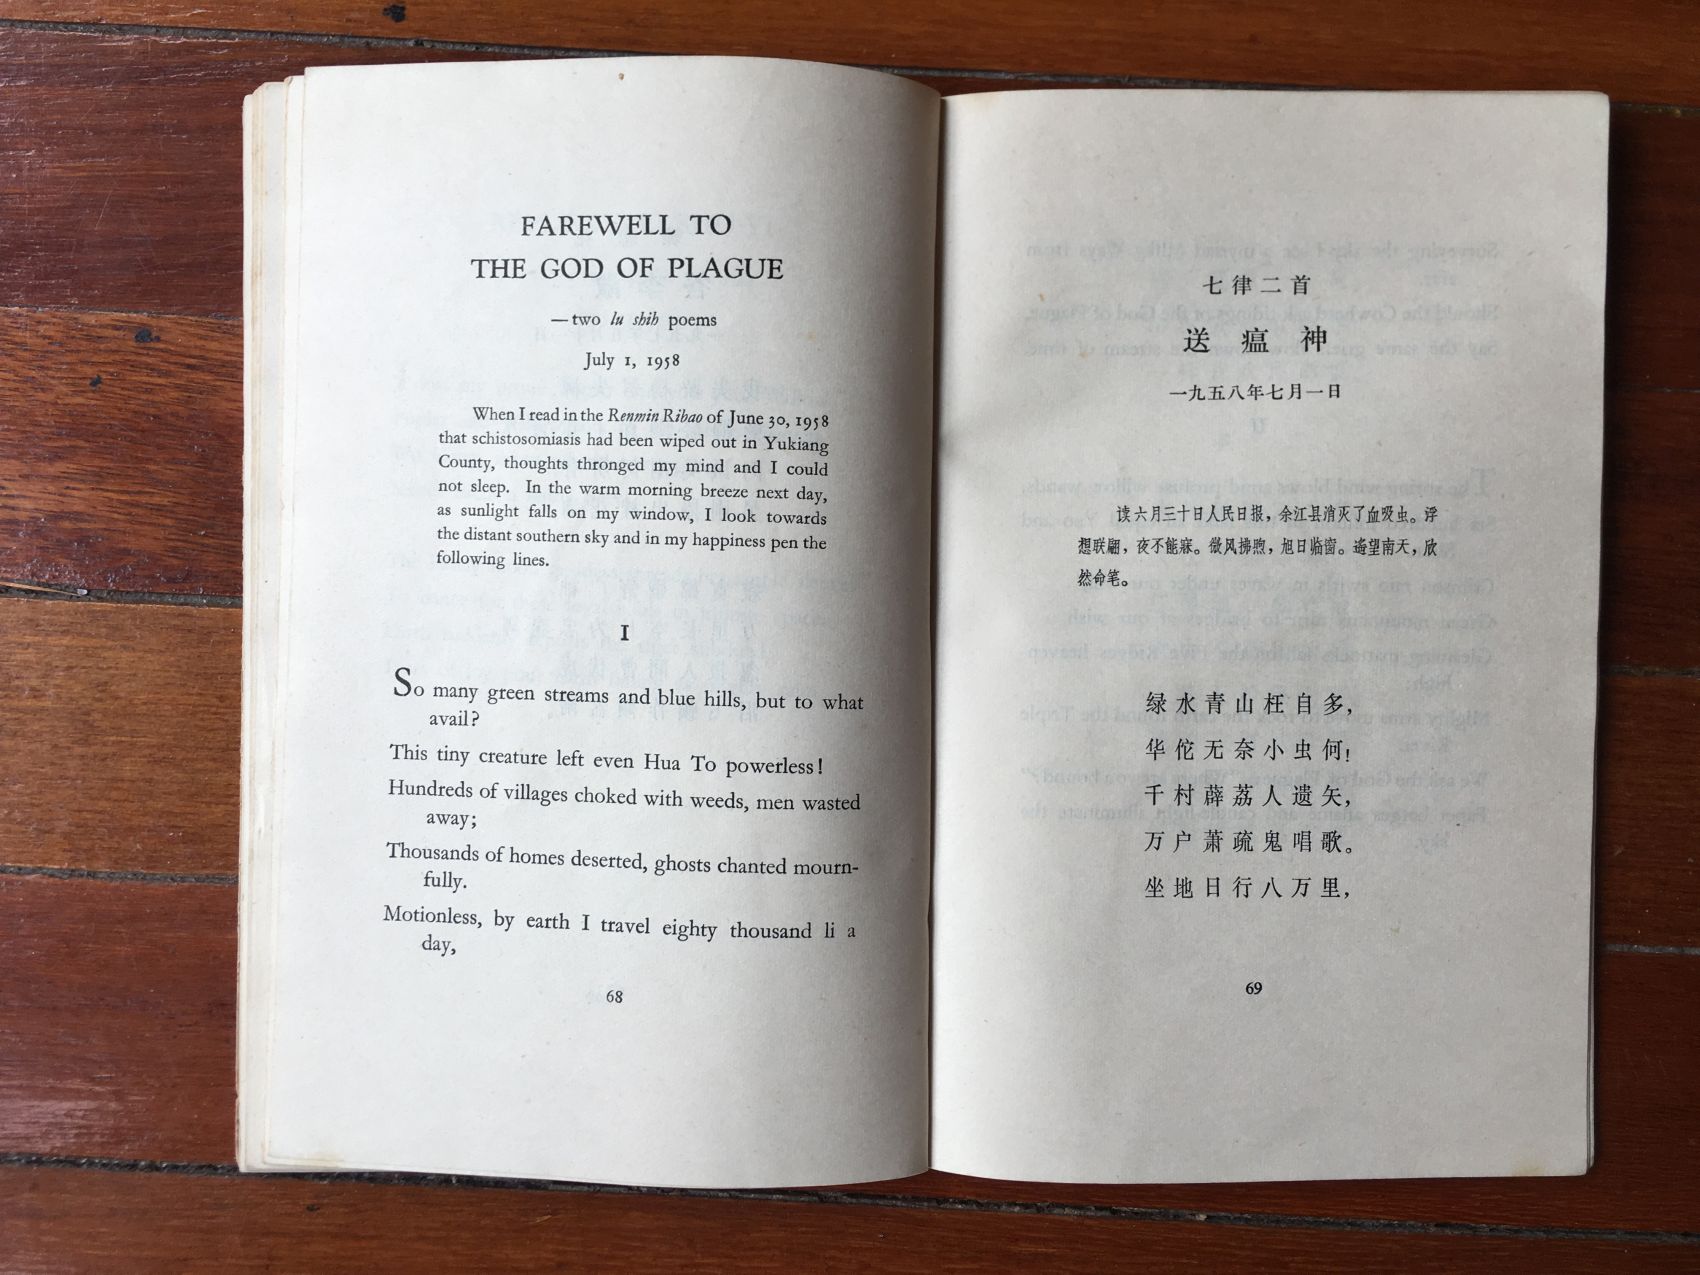 FAREWELL TO
THE GOD OF PLAGUE
—two lu shih poems
July 1, 1958
When I read in the Renmin Ribao of June 30, 1958
that schistosomiasis had been wiped out in Yukiang
County, thoughts thronged my mind and I could
not sleep. In the warm morning breeze next day,
as sunlight falls on my window, I look towards
the distant southern sky and in my happiness pen the
following lines.
I
So many green streams and blue hills, but to what
avail?
This tiny creature left even Hua To powerless!
Hundreds of villages choked with weeds, men wasted
away;
Thousands of homes deserted, ghosts chanted mourn-
fully.
Motionless, by earth I travel eighty thousand li a
day,
68
七律二首
送瘟神
一九五八年七月一日
读六月三十日人民日报，余江县消灭了血吸虫。浮
想联翩，夜不能寐。微风拂煦，旭日临窗。遥望南天，欣
然命笔。
绿水青山枉自多，
华佗无奈小虫何！
千村薜荔人遗矢，
万户萧疏鬼唱歌。
坐地日行八万里，
69